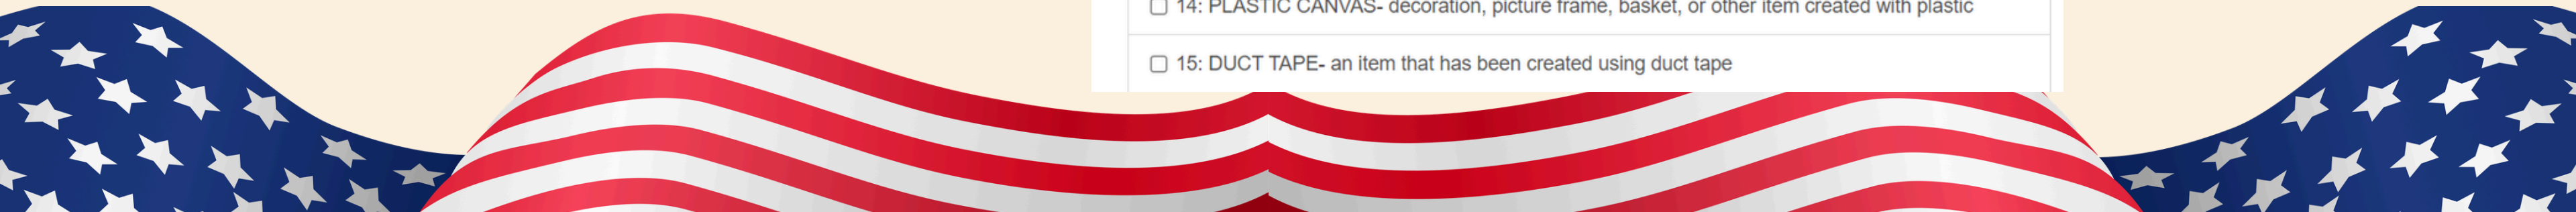 14: PLASTIC CANVAS- decoration, picture frame, basket, or other item created with plastic
15: DUCT TAPE- an item that has been created using duct tape